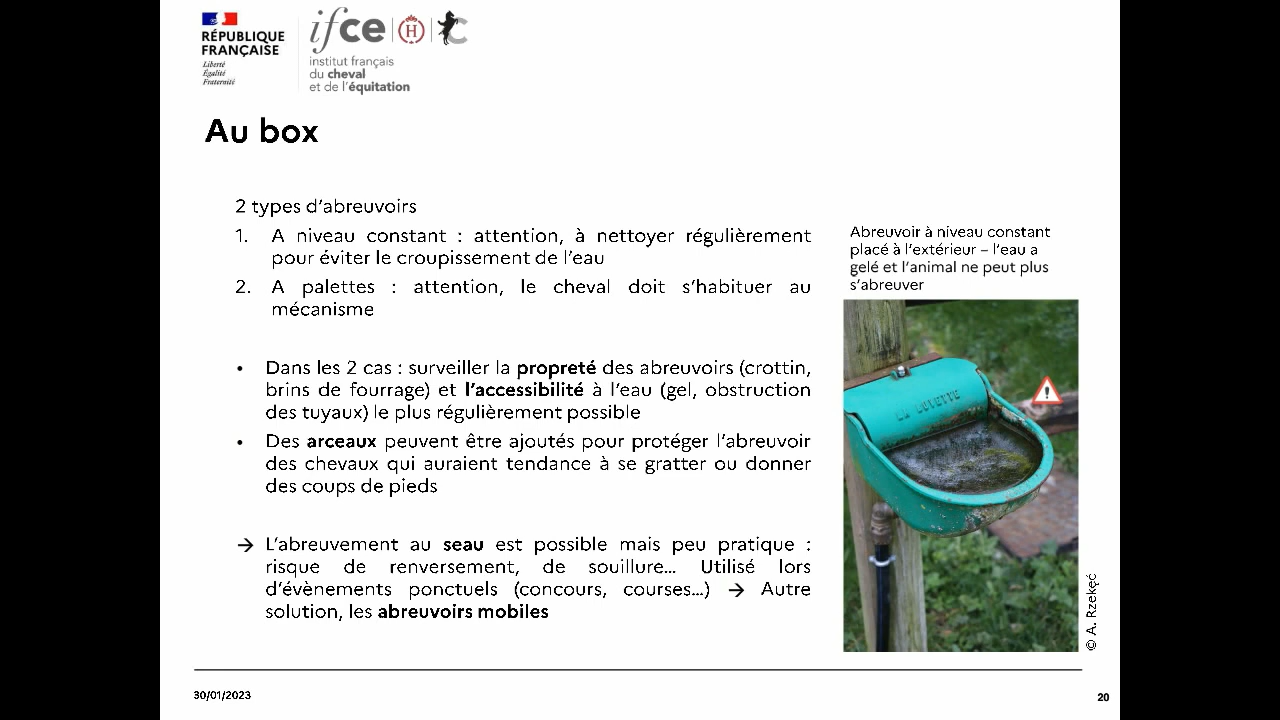 RÉPUBLIQUE
FRANÇAISE
Liberté
Égalité
Fraternité
ifce
H
institut français
du cheval
et de l'équitation
Au box
2 types d'abreuvoirs
1. A niveau constant : attention, à nettoyer régulièrement
pour éviter le croupissement de l'eau
2. A palettes : attention, le cheval doit s'habituer au
mécanisme
• Dans les 2 cas : surveiller la propreté des abreuvoirs (crottin,
brins de fourrage) et l'accessibilité à l'eau (gel, obstruction
des tuyaux) le plus régulièrement possible
• Des arceaux peuvent être ajoutés pour protéger l'abreuvoir
des chevaux qui auraient tendance à se gratter ou donner
des coups de pieds
→ L'abreuvement au seau est possible mais peu pratique :
risque de renversement, de souillure... Utilisé lors
d'évènements ponctuels (concours, courses...) → Autre
solution, les abreuvoirs mobiles
Abreuvoir à niveau constant
placé à l'extérieur – l'eau a
gelé et l'animal ne peut plus
s'abreuver
LA BUVETTE
© A. Rzekęć
30/01/2023
20